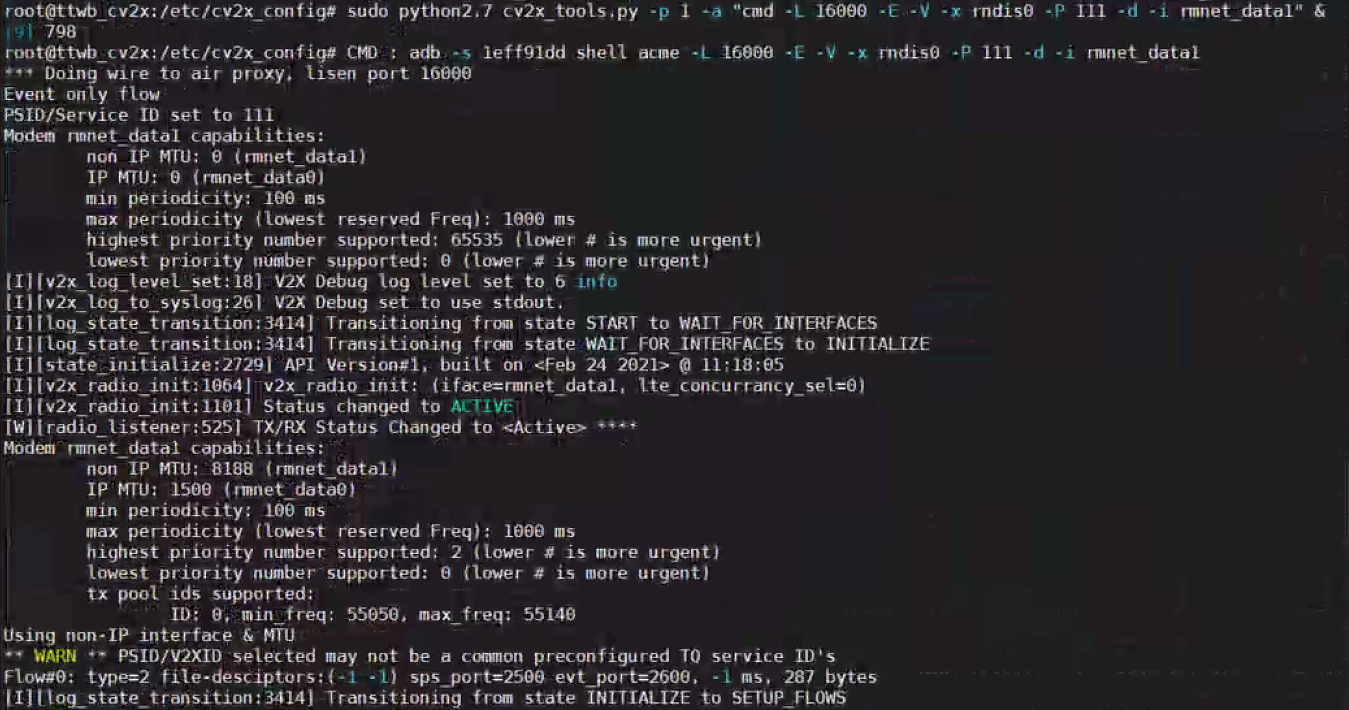 root@ttwb_cv2x:/etc/cv2x_config# sudo python2.7 cv2x_tools.py -p 1 -a "cmd -L 16000 -E -V -x rndis0 -P 111 -d -i rmnet_data1" &
[9] 798
root@ttwb_cv2x:/etc/cv2x_config# CMD : adb -s 1eff91dd shell acme -L 16000 -E -V -x rndis0 -P 111 -d -i rmnet_data1
*** Doing wire to air proxy, lisen port 16000
Event only flow
PSID/Service ID set to 111
Modem rmnet_data1 capabilities:
non IP MTU: 0 (rmnet_data1)
IP MTU: 0 (rmnet_data0)
min periodicity: 100 ms
max periodicity (lowest reserved Freq): 1000 ms
highest priority number supported: 65535 (lower # is more urgent)
lowest priority number supported: 0 (lower # is more urgent)
[I][v2x_log_level_set:18] V2X Debug log level set to 6 info
[I][v2x_log_to_syslog:26] V2X Debug set to use stdout.
[I][log_state_transition:3414] Transitioning from state START to WAIT_FOR_INTERFACES
[I][log_state_transition:3414] Transitioning from state WAIT_FOR_INTERFACES to INITIALIZE
[I][state_initialize:2729] API Version#1, built on <Feb 24 2021> @ 11:18:05
[I][v2x_radio_init:1064] v2x_radio_init: (iface=rmnet_data1, lte_concurrancy_sel=0)
[I][v2x_radio_init:1101] Status changed to ACTIVE
[W][radio_listener:525] TX/RX Status Changed to <Active> ****
Modem rmnet_data1 capabilities:
non IP MTU: 8188 (rmnet_data1)
IP MTU: 1500 (rmnet_data0)
min periodicity: 100 ms
max periodicity (lowest reserved Freq): 1000 ms
highest priority number supported: 2 (lower # is more urgent)
lowest priority number supported: 0 (lower # is more urgent)
tx pool ids supported:
ID: 0, min_freq: 55050, max_freq: 55140
Using non-IP interface & MTU
** WARN ** PSID/V2XID selected may not be a common preconfigured TQ service ID's
Flow#0: type=2 file-desciptors:(-1 -1) sps_port=2500 evt_port=2600, -1 ms, 287 bytes
[I][log_state_transition:3414] Transitioning from state INITIALIZE to SETUP_FLOWS